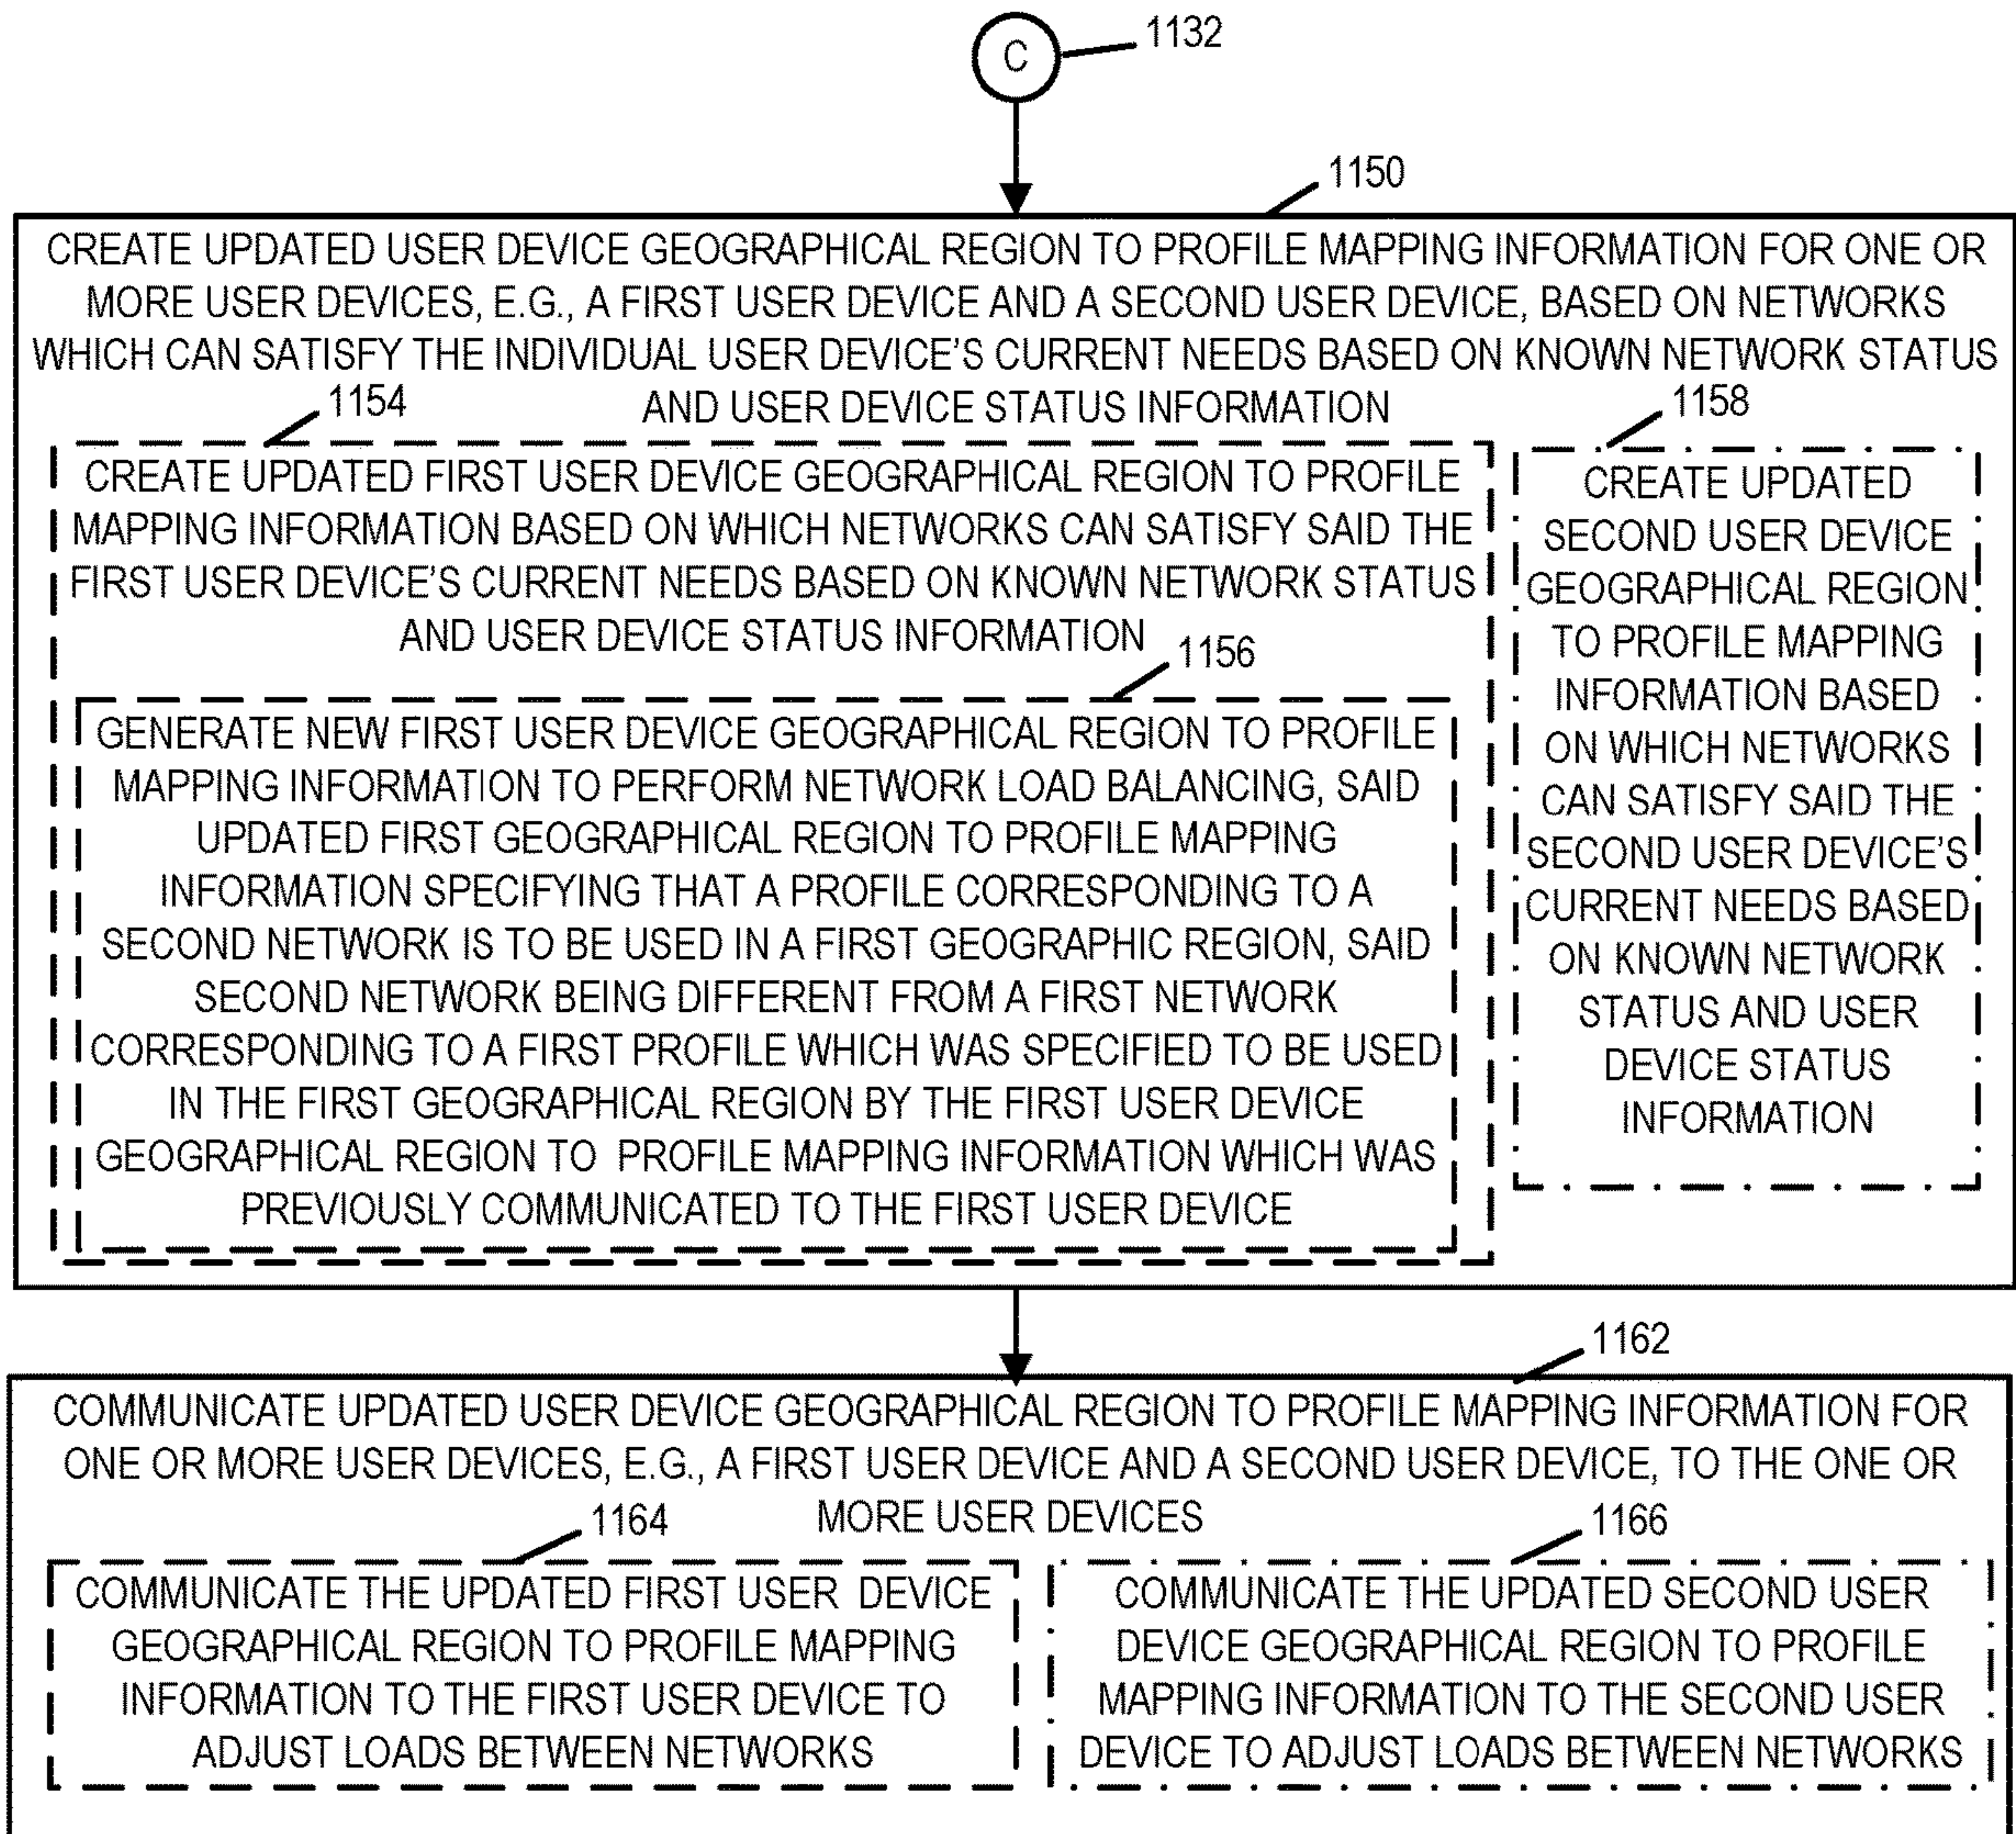 C
1132
1150
CREATE UPDATED USER DEVICE GEOGRAPHICAL REGION TO PROFILE MAPPING INFORMATION FOR ONE OR
MORE USER DEVICES, E.G., A FIRST USER DEVICE AND A SECOND USER DEVICE, BASED ON NETWORKS
WHICH CAN SATISFY THE INDIVIDUAL USER DEVICE'S CURRENT NEEDS BASED ON KNOWN NETWORK STATUS
AND USER DEVICE STATUS INFORMATION
1154
CREATE UPDATED FIRST USER DEVICE GEOGRAPHICAL REGION TO PROFILE
MAPPING INFORMATION BASED ON WHICH NETWORKS CAN SATISFY SAID THE
FIRST USER DEVICE'S CURRENT NEEDS BASED ON KNOWN NETWORK STATUS
AND USER DEVICE STATUS INFORMATION
1156
GENERATE NEW FIRST USER DEVICE GEOGRAPHICAL REGION TO PROFILE
MAPPING INFORMATION TO PERFORM NETWORK LOAD BALANCING, SAID
UPDATED FIRST GEOGRAPHICAL REGION TO PROFILE MAPPING
INFORMATION SPECIFYING THAT A PROFILE CORRESPONDING TO A
SECOND NETWORK IS TO BE USED IN A FIRST GEOGRAPHIC REGION, SAID
SECOND NETWORK BEING DIFFERENT FROM A FIRST NETWORK
CORRESPONDING TO A FIRST PROFILE WHICH WAS SPECIFIED TO BE USED
IN THE FIRST GEOGRAPHICAL REGION BY THE FIRST USER DEVICE
GEOGRAPHICAL REGION TO PROFILE MAPPING INFORMATION WHICH WAS
PREVIOUSLY COMMUNICATED TO THE FIRST USER DEVICE
1158
CREATE UPDATED
SECOND USER DEVICE
GEOGRAPHICAL REGION
TO PROFILE MAPPING
INFORMATION BASED
ON WHICH NETWORKS
CAN SATISFY SAID THE
SECOND USER DEVICE'S
CURRENT NEEDS BASED
ON KNOWN NETWORK
STATUS AND USER
DEVICE STATUS
INFORMATION
1162
COMMUNICATE UPDATED USER DEVICE GEOGRAPHICAL REGION TO PROFILE MAPPING INFORMATION FOR
ONE OR MORE USER DEVICES, E.G., A FIRST USER DEVICE AND A SECOND USER DEVICE, TO THE ONE OR
MORE USER DEVICES
1164
COMMUNICATE THE UPDATED FIRST USER DEVICE
GEOGRAPHICAL REGION TO PROFILE MAPPING
INFORMATION TO THE FIRST USER DEVICE TO
ADJUST LOADS BETWEEN NETWORKS
1166
COMMUNICATE THE UPDATED SECOND USER
DEVICE GEOGRAPHICAL REGION TO PROFILE
MAPPING INFORMATION TO THE SECOND USER
DEVICE TO ADJUST LOADS BETWEEN NETWORKS